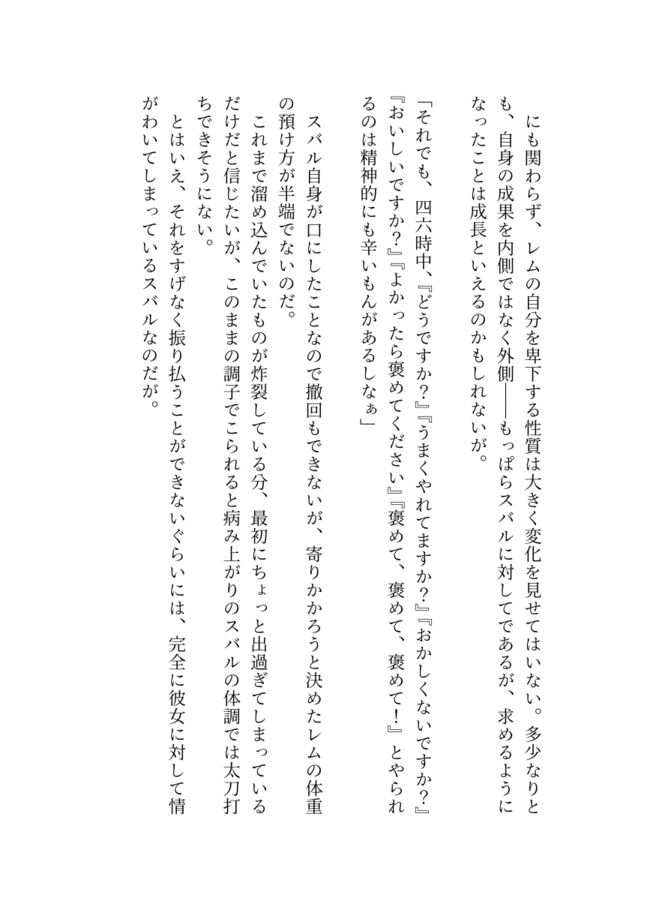 にも関わらず、レムの自分を卑下する性質は大きく変化を見せてはいない。多少なりと
も、自身の成果を内側ではなく外側――もっぱらスバルに対してであるが、求めるように
なったことは成長といえるのかもしれないが。
「それでも、四六時中、『どうですか？』『うまくやれてますか？』『おかしくないですか？』
『おいしいですか？』『よかったら褒めてください』『褒めて、褒めて、褒めて！』とやられ
るのは精神的にも辛いもんがあるしなぁ」
スバル自身が口にしたことなので撤回もできないが、寄りかかろうと決めたレムの体重
の預け方が半端でないのだ。
これまで溜め込んでいたものが炸裂している分、最初にちょっと出過ぎてしまっている
だけだと信じたいが、このままの調子でこられると病み上がりのスバルの体調では太刀打
ちできそうにない。
とはいえ、それをすげなく振り払うことができないぐらいには、完全に彼女に対して情
がわいてしまっているスバルなのだが。